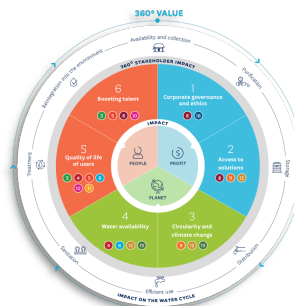 360º VALUE
Availability and collection
Purification
Storage
Distribution
Efficient use
Sanitation
Treatment
Reintegration into the environment
360º STAKEHOLDER IMPACT
1
Corporate governance
and ethics
2
Access to
solutions
3
Circularity and
climate change
4
Water availability
5
Quality of life
of users
6
Boosting talent
IMPACT
PEOPLE
PROFIT
PLANET
IMPACT ON THE WATER CYCLE